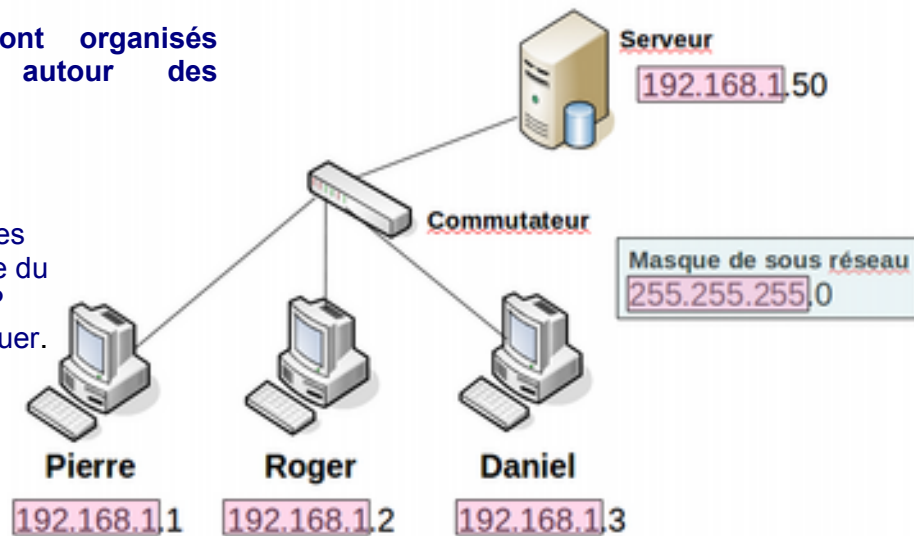 ont organisés
autour des
es
e du
?
uer.
Serveur
192.168.1.50
Commutateur
Masque de sous réseau
255.255.255.0
Pierre
Roger
Daniel
192.168.1.1
192.168.1.2
192.168.1.3